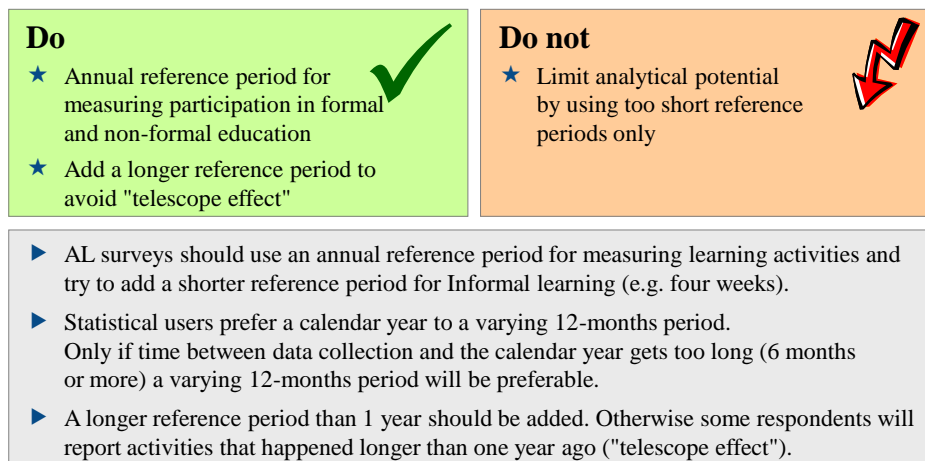 Do
★ Annual reference period for
measuring participation in formal
and non-formal education
★ Add a longer reference period to
avoid "telescope effect"
Do not
★ Limit analytical potential
by using too short reference
periods only
▶ AL surveys should use an annual reference period for measuring learning activities and
try to add a shorter reference period for Informal learning (e.g. four weeks).
▶ Statistical users prefer a calendar year to a varying 12-months period.
Only if time between data collection and the calendar year gets too long (6 months
or more) a varying 12-months period will be preferable.
▶ A longer reference period than 1 year should be added. Otherwise some respondents will
report activities that happened longer than one year ago ("telescope effect").